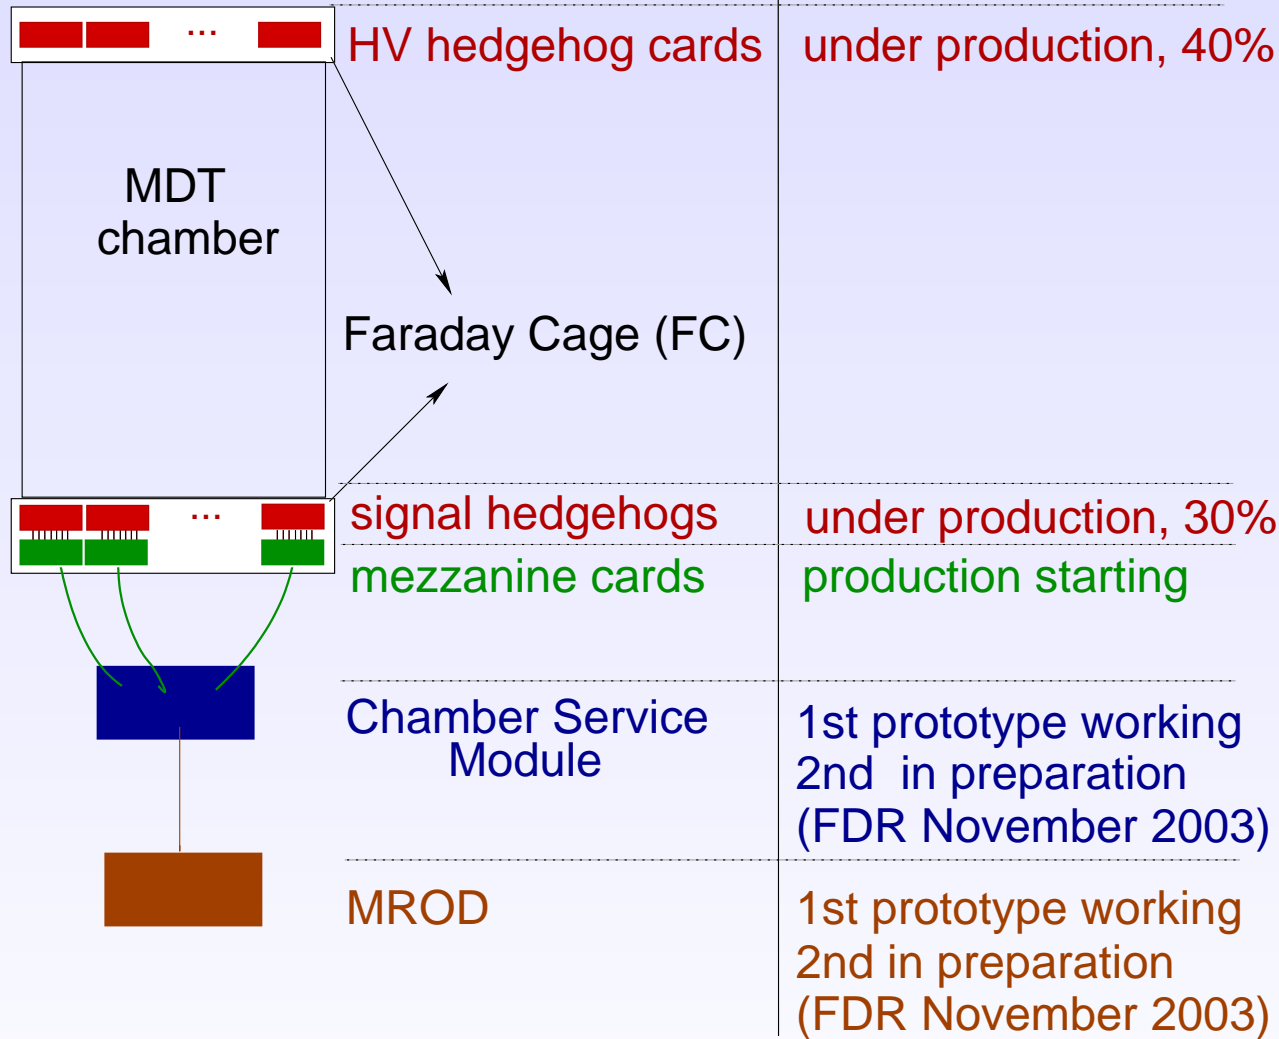 ...
HV hedgehog cards
under production, 40%
MDT
chamber
Faraday Cage (FC)
...
signal hedgehogs
under production, 30%
mezzanine cards
production starting
Chamber Service
Module
1st prototype working
2nd in preparation
(FDR November 2003)
MROD
1st prototype working
2nd in preparation
(FDR November 2003)